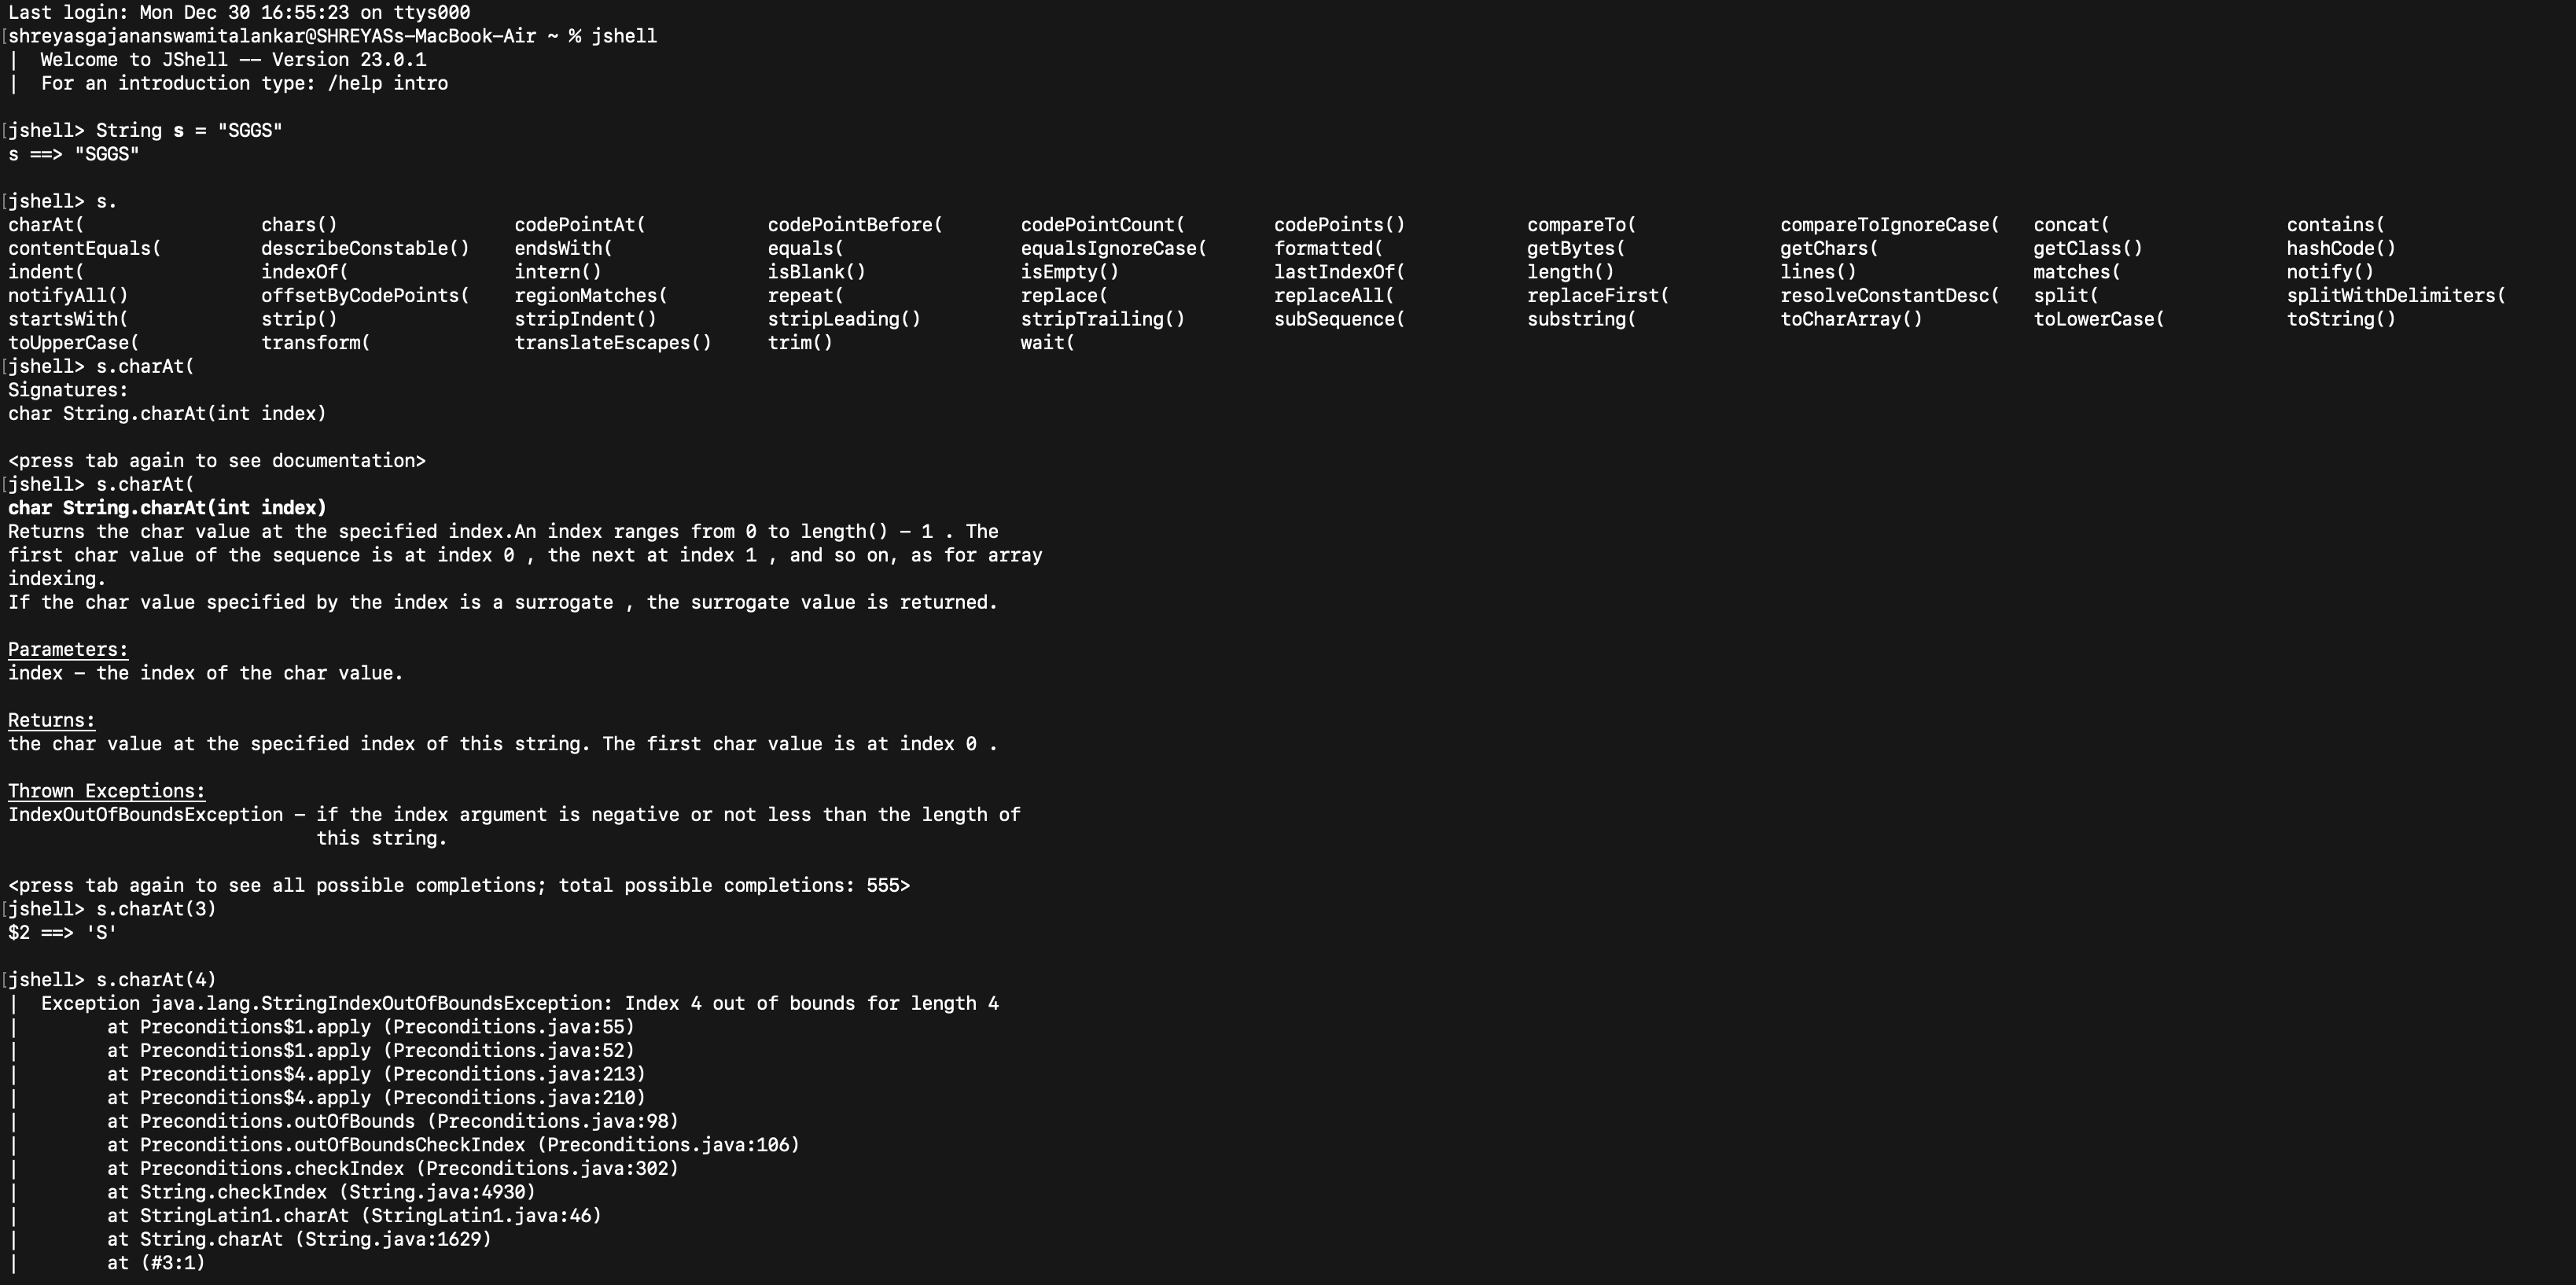 Last login: Mon Dec 30 16:55:23 on ttys000
[shreyasgajananswamitalankar@SHREYASs-MacBook-Air ~ % jshell
|  Welcome to JShell -- Version 23.0.1
|  For an introduction type: /help intro
[jshell> String s = "SGGS"
s ==> "SGGS"
[jshell> s.
charAt( chars() codePointAt( codePointBefore( codePointCount( codePoints() compareTo( compareToIgnoreCase( concat( contains(
contentEquals( describeConstable() endsWith( equals( equalsIgnoreCase( formatted( getBytes( getChars( getClass() hashCode()
indent( indexOf( intern() isBlank() isEmpty() lastIndexOf( length() lines() matches( notify()
notifyAll() offsetByCodePoints( regionMatches( repeat( replace( replaceAll( replaceFirst( resolveConstantDesc( split( splitWithDelimiters(
startsWith( strip() stripIndent() stripLeading() stripTrailing() subSequence( substring( toCharArray() toLowerCase( toString()
toUpperCase( transform( translateEscapes() trim() wait(
[jshell> s.charAt(
Signatures:
char String.charAt(int index)
<press tab again to see documentation>
[jshell> s.charAt(
char String.charAt(int index)
Returns the char value at the specified index.An index ranges from 0 to length() - 1 . The
first char value of the sequence is at index 0 , the next at index 1 , and so on, as for array
indexing.
If the char value specified by the index is a surrogate , the surrogate value is returned.
Parameters:
index - the index of the char value.
Returns:
the char value at the specified index of this string. The first char value is at index 0 .
Thrown Exceptions:
IndexOutOfBoundsException - if the index argument is negative or not less than the length of
this string.
<press tab again to see all possible completions; total possible completions: 555>
[jshell> s.charAt(3)
$2 ==> 'S'
[jshell> s.charAt(4)
|  Exception java.lang.StringIndexOutOfBoundsException: Index 4 out of bounds for length 4
|        at Preconditions$1.apply (Preconditions.java:55)
|        at Preconditions$1.apply (Preconditions.java:52)
|        at Preconditions$4.apply (Preconditions.java:213)
|        at Preconditions$4.apply (Preconditions.java:210)
|        at Preconditions.outOfBounds (Preconditions.java:98)
|        at Preconditions.outOfBoundsCheckIndex (Preconditions.java:106)
|        at Preconditions.checkIndex (Preconditions.java:302)
|        at String.checkIndex (String.java:4930)
|        at StringLatin1.charAt (StringLatin1.java:46)
|        at String.charAt (String.java:1629)
|        at (#3:1)